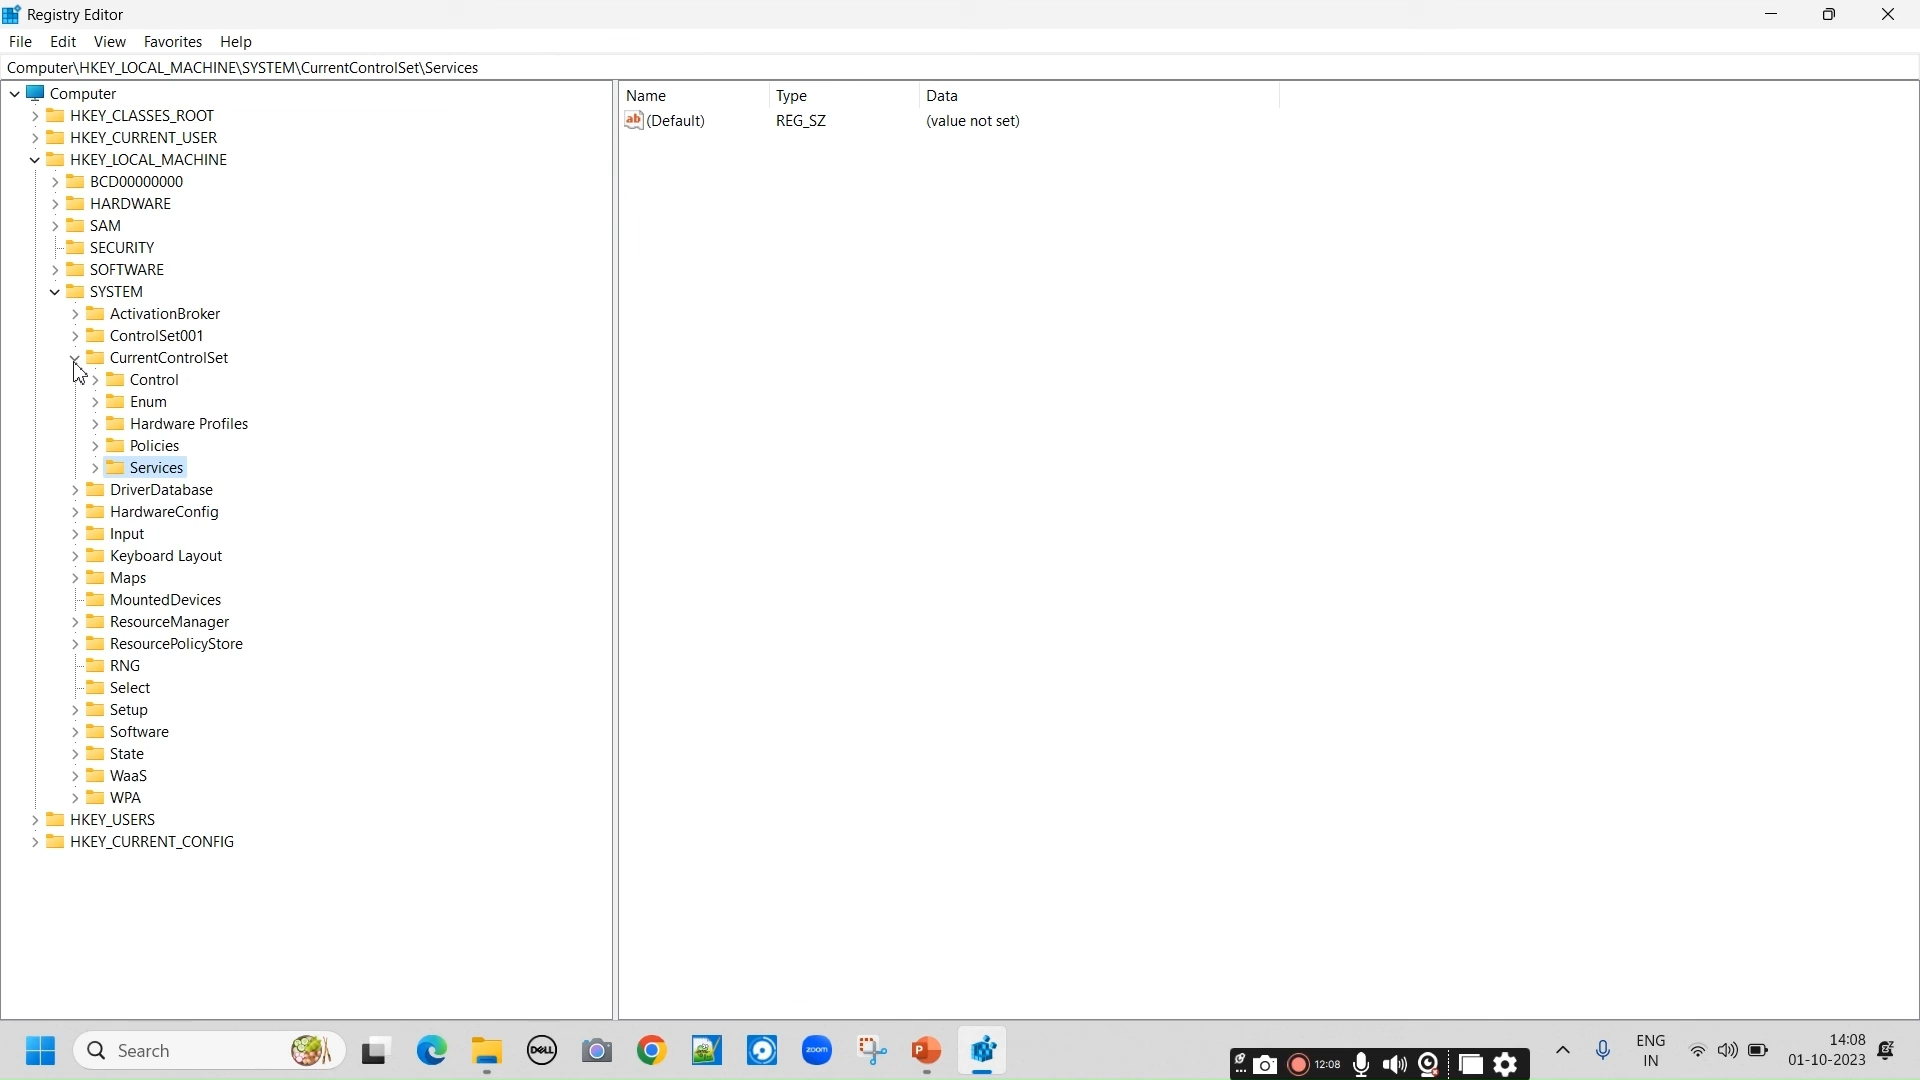 Registry Editor
File Edit View Favorites Help
Computer\HKEY_LOCAL_MACHINE\SYSTEM\CurrentControlSet\Services
Computer
HKEY_CLASSES_ROOT
HKEY_CURRENT_USER
HKEY_LOCAL_MACHINE
BCD00000000
HARDWARE
SAM
SECURITY
SOFTWARE
SYSTEM
ActivationBroker
ControlSet001
CurrentControlSet
Control
Enum
Hardware Profiles
Policies
Services
DriverDatabase
HardwareConfig
Input
Keyboard Layout
Maps
MountedDevices
ResourceManager
ResourcePolicyStore
RNG
Select
Setup
Software
State
WaaS
WPA
HKEY_USERS
HKEY_CURRENT_CONFIG
Name Type Data
ab (Default) REG_SZ (value not set)
Search
DELL
zoom
P
12:08
ENG
IN
14:08
01-10-2023